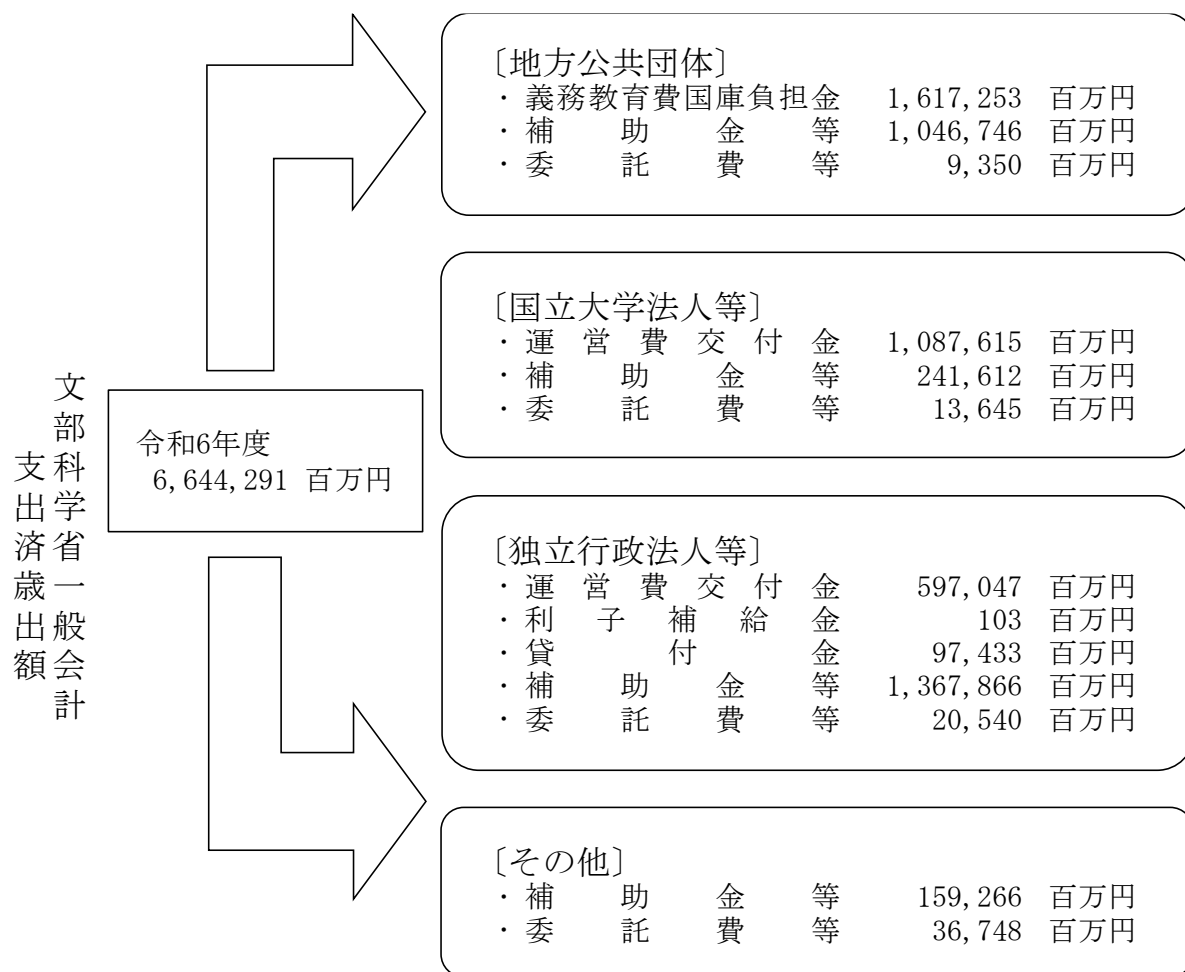 文部科学省一般会計
支出済歳出額
令和6年度
6,644,291 百万円
〔地方公共団体〕
・義務教育費国庫負担金 1,617,253 百万円
・補助金等 1,046,746 百万円
・委託費等 9,350 百万円
〔国立大学法人等〕
・運営費交付金 1,087,615 百万円
・補助金等 241,612 百万円
・委託費等 13,645 百万円
〔独立行政法人等〕
・運営費交付金 597,047 百万円
・利子補給金 103 百万円
・貸付金 97,433 百万円
・補助金等 1,367,866 百万円
・委託費等 20,540 百万円
〔その他〕
・補助金等 159,266 百万円
・委託費等 36,748 百万円